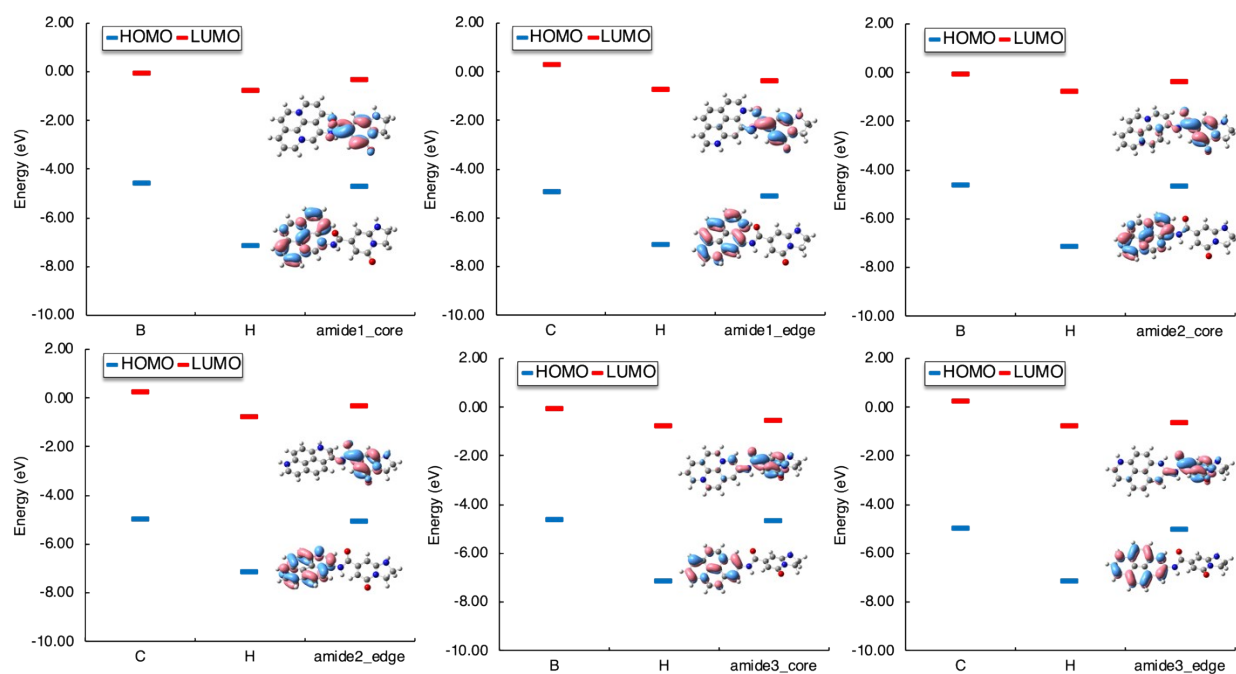 2.00
HOMO LUMO
0.00
-2.00
-4.00
-6.00
-8.00
-10.00
Energy (eV)
B H amide1_core
2.00
HOMO LUMO
0.00
-2.00
-4.00
-6.00
-8.00
-10.00
Energy (eV)
C H amide1_edge
2.00
HOMO LUMO
0.00
-2.00
-4.00
-6.00
-8.00
-10.00
Energy (eV)
B H amide2_core
2.00
HOMO LUMO
0.00
-2.00
-4.00
-6.00
-8.00
-10.00
Energy (eV)
C H amide2_edge
2.00
HOMO LUMO
0.00
-2.00
-4.00
-6.00
-8.00
-10.00
Energy (eV)
B H amide3_core
2.00
HOMO LUMO
0.00
-2.00
-4.00
-6.00
-8.00
-10.00
Energy (eV)
C H amide3_edge